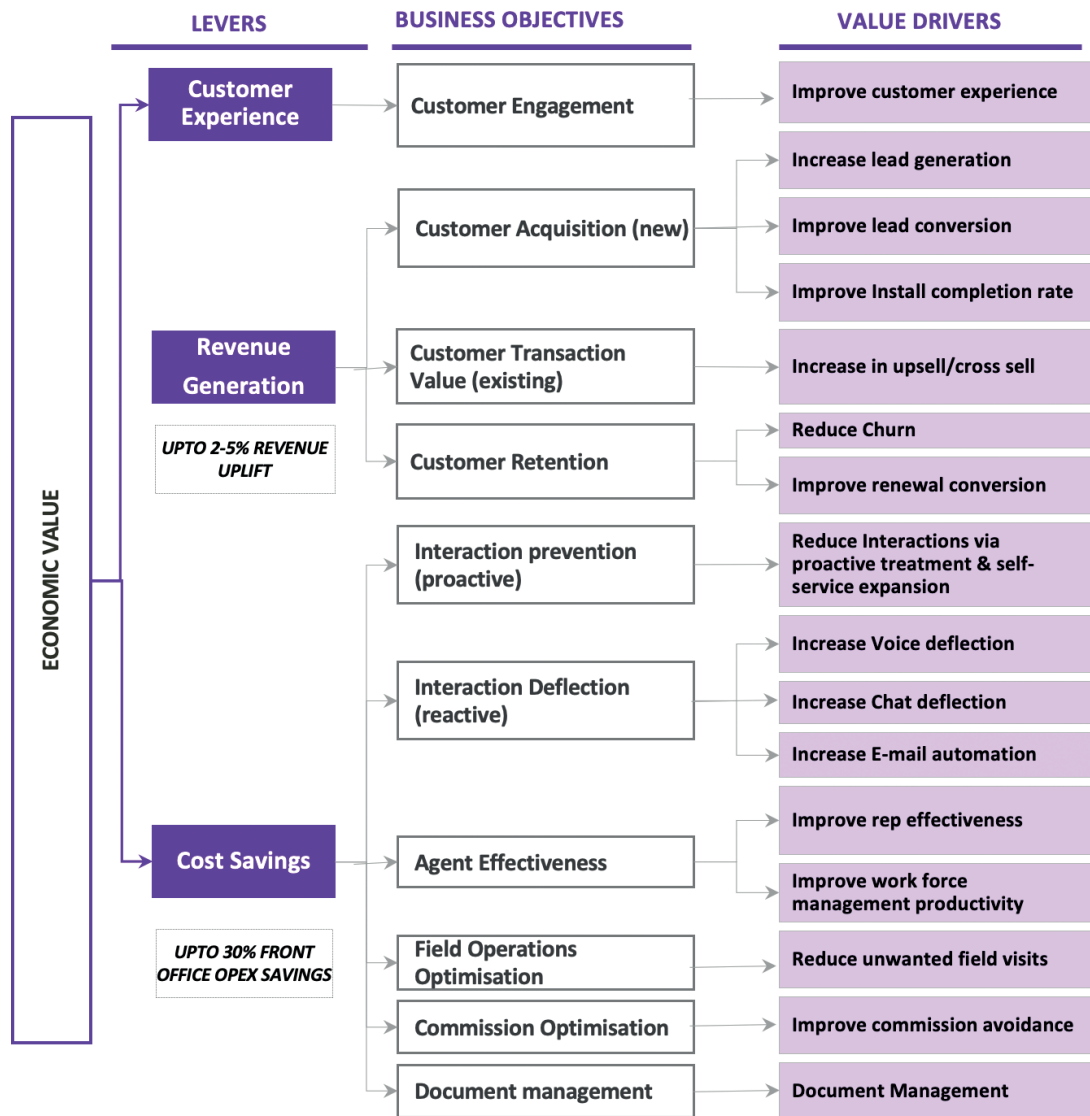 LEVERS
BUSINESS OBJECTIVES
VALUE DRIVERS
ECONOMIC VALUE
Customer
Experience
Customer Engagement
Improve customer experience
Revenue
Generation
UPTO 2-5% REVENUE
UPLIFT
Customer Acquisition (new)
Increase lead generation
Improve lead conversion
Improve Install completion rate
Customer Transaction
Value (existing)
Increase in upsell/cross sell
Customer Retention
Reduce Churn
Improve renewal conversion
Cost Savings
UPTO 30% FRONT
OFFICE OPEX SAVINGS
Interaction prevention
(proactive)
Reduce Interactions via
proactive treatment & self-
service expansion
Interaction Deflection
(reactive)
Increase Voice deflection
Increase Chat deflection
Increase E-mail automation
Agent Effectiveness
Improve rep effectiveness
Improve work force
management productivity
Field Operations
Optimisation
Reduce unwanted field visits
Commission Optimisation
Improve commission avoidance
Document management
Document Management